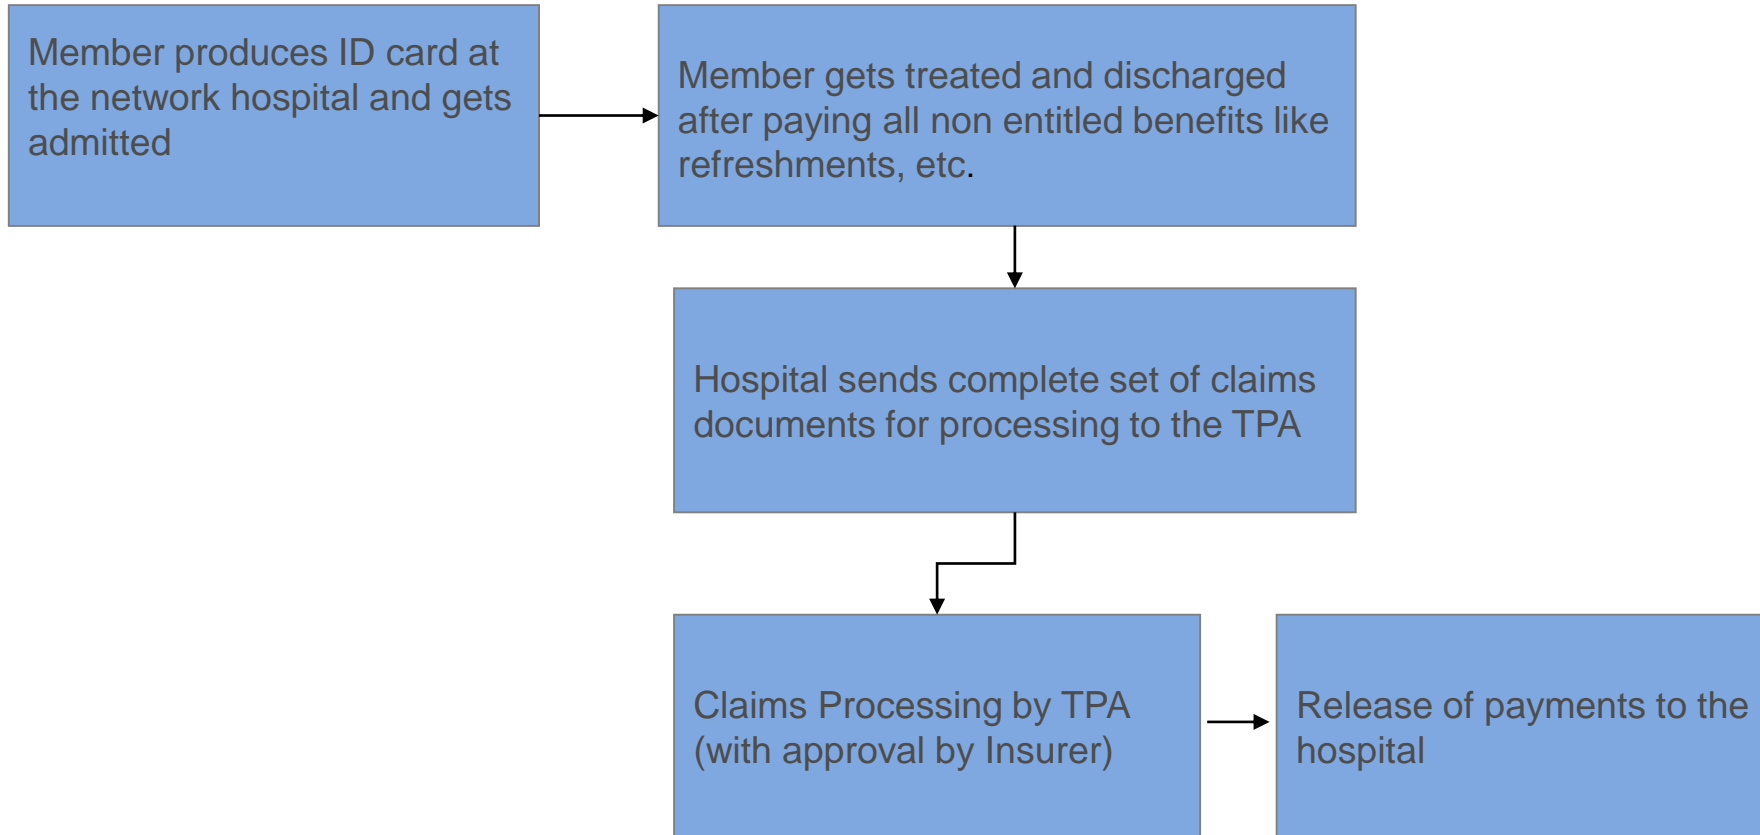 Member produces ID card at
the network hospital and gets
admitted
Member gets treated and discharged
after paying all non entitled benefits like
refreshments, etc.
Hospital sends complete set of claims
documents for processing to the TPA
Claims Processing by TPA
(with approval by Insurer)
Release of payments to the
hospital